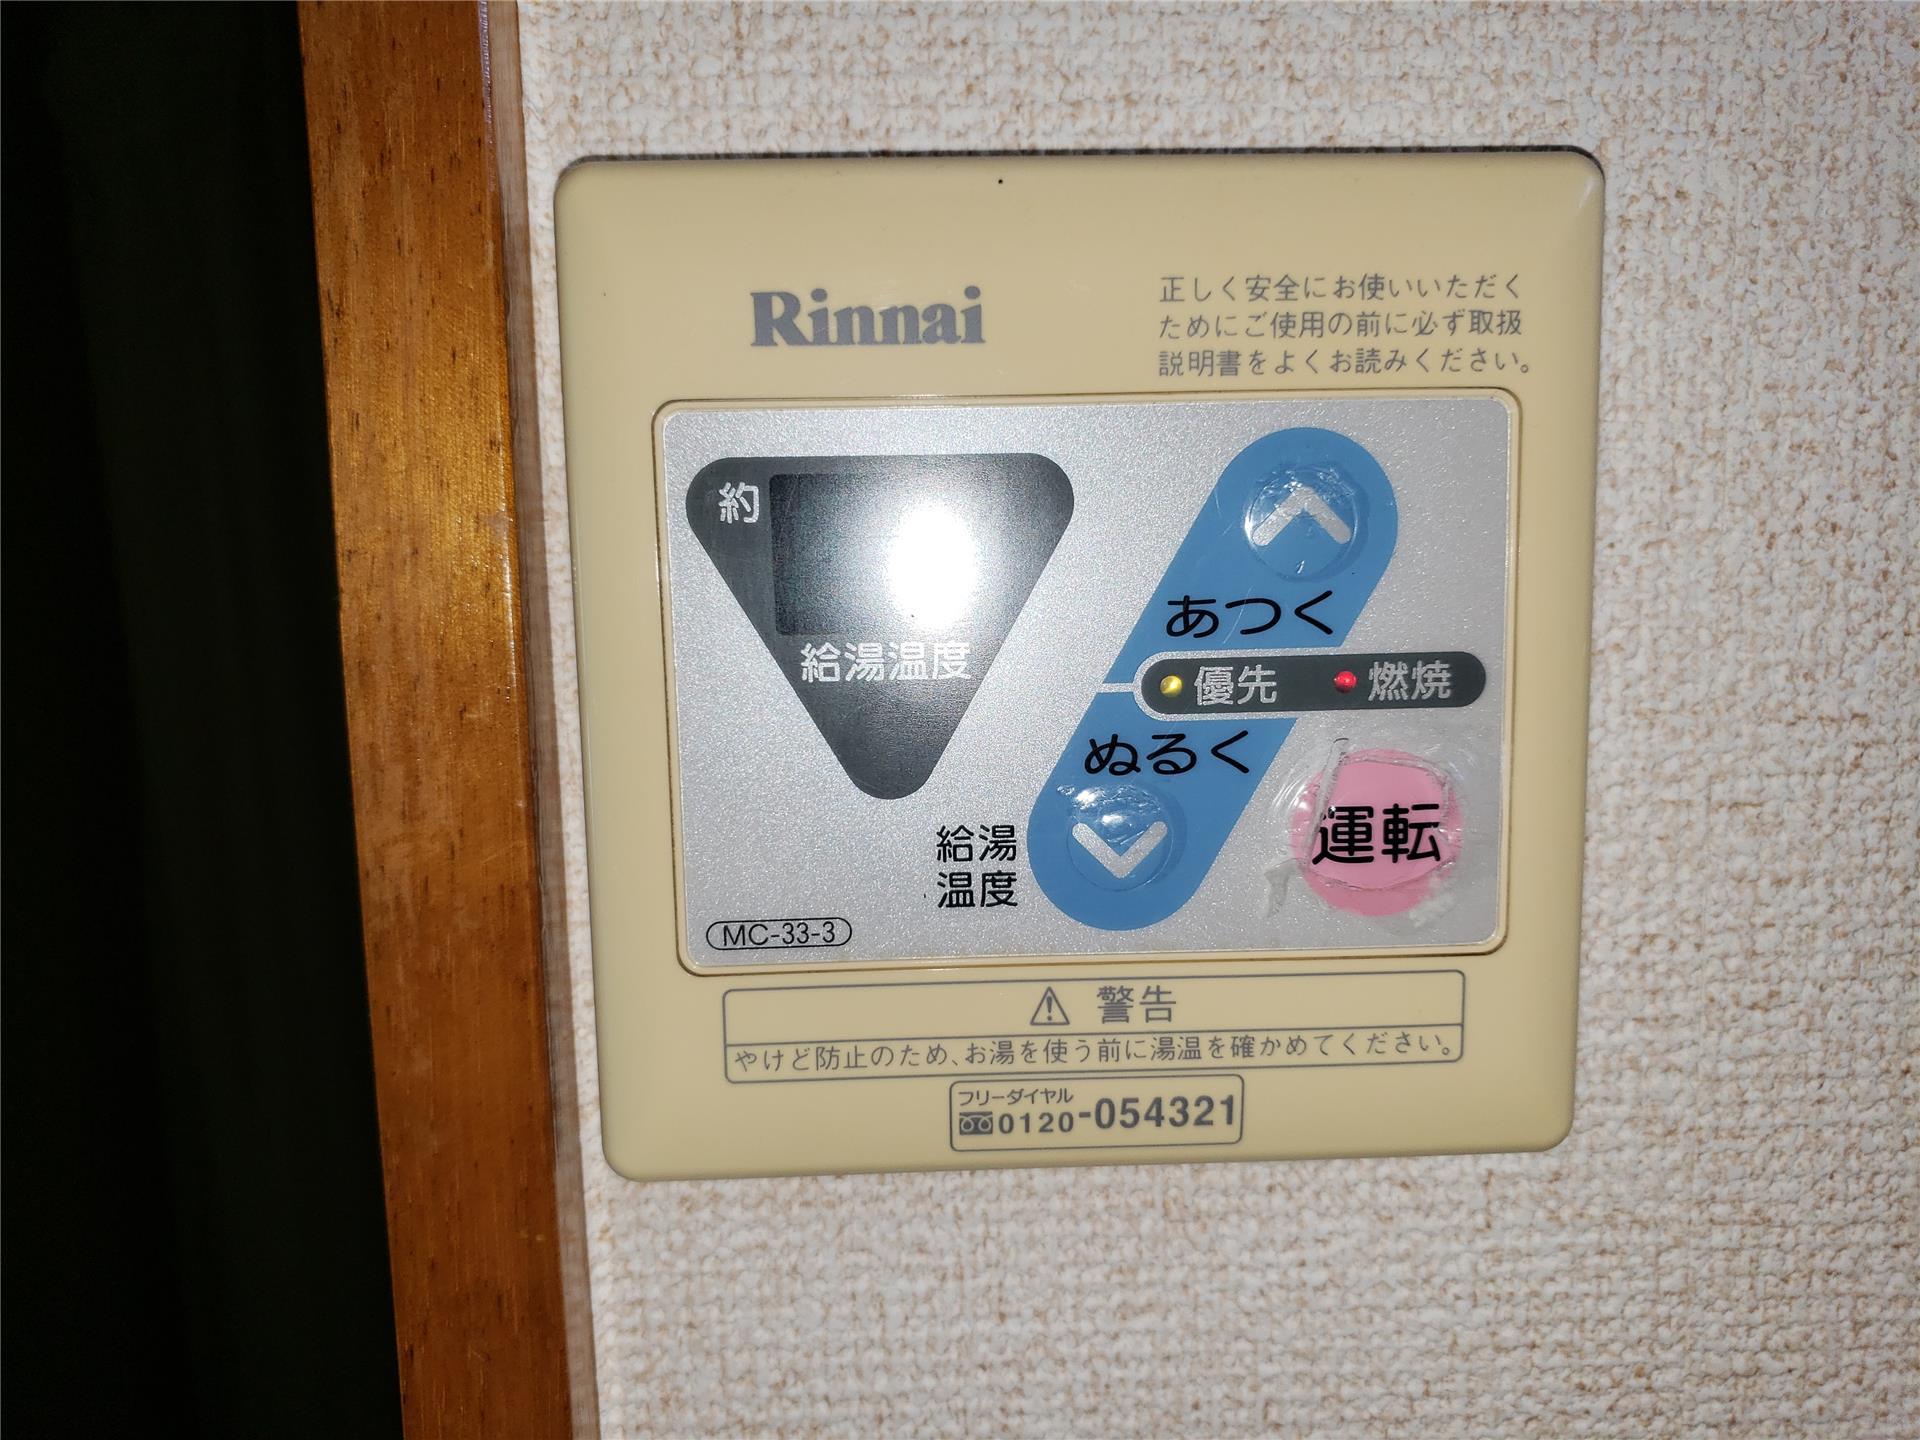 Rinnai
正しく安全にお使いいただく
ためにご使用の前に必ず取扱
説明書をよくお読みください。
約
給湯温度
あつく
優先 燃焼
ぬるく
運転
給湯
温度
MC-33-3
⚠ 警告
やけど防止のため、お湯を使う前に湯温を確かめてください。
フリーダイヤル
0120-054321